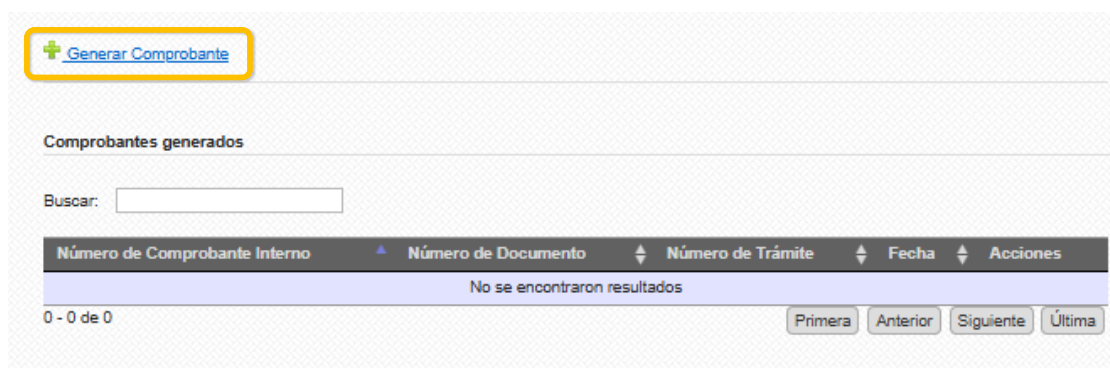 Generar Comprobante
Comprobantes generados
Buscar:
Número de Comprobante Interno Número de Documento Número de Trámite Fecha Acciones
No se encontraron resultados
0 - 0 de 0 Primera Anterior Siguiente Última